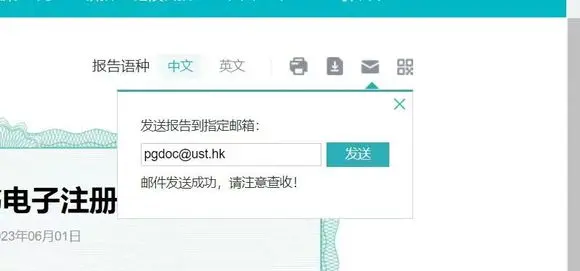 报告语种 中文 英文
发送报告到指定邮箱：
pgdoc@ust.hk 发送
邮件发送成功，请注意查收！
电子注册
023年06月01日